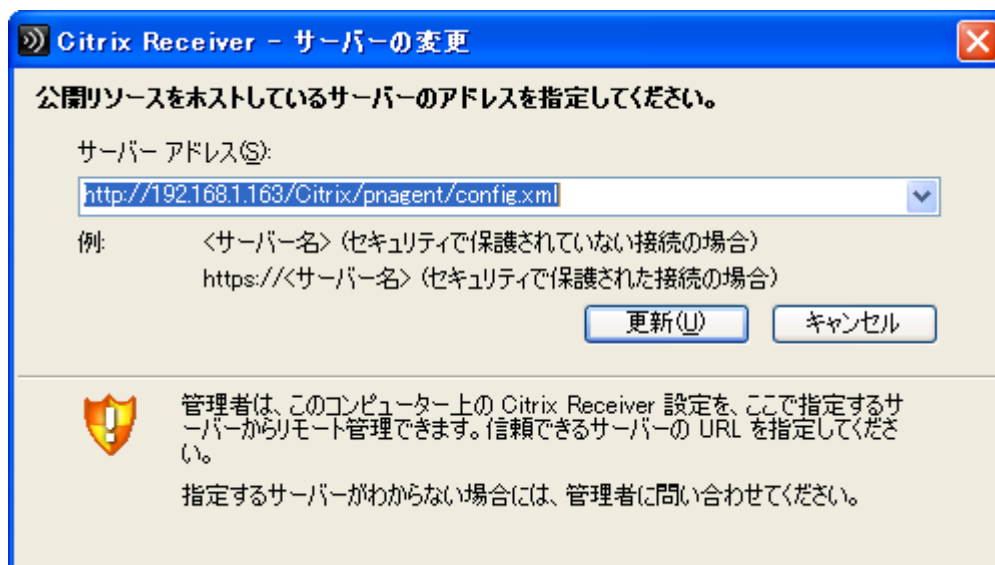 Citrix Receiver - サーバーの変更
公開リソースをホストしているサーバーのアドレスを指定してください。
サーバー アドレス(S):
http://192.168.1.163/Citrix/pnagent/config.xml
例: <サーバー名> (セキュリティで保護されていない接続の場合)
https://<サーバー名> (セキュリティで保護された接続の場合)
更新(U) キャンセル
管理者は、このコンピューター上の Citrix Receiver 設定を、ここで指定するサ
ーバーからリモート管理できます。信頼できるサーバーの URL を指定してくださ
い。
指定するサーバーがわからない場合には、管理者に問い合わせてください。